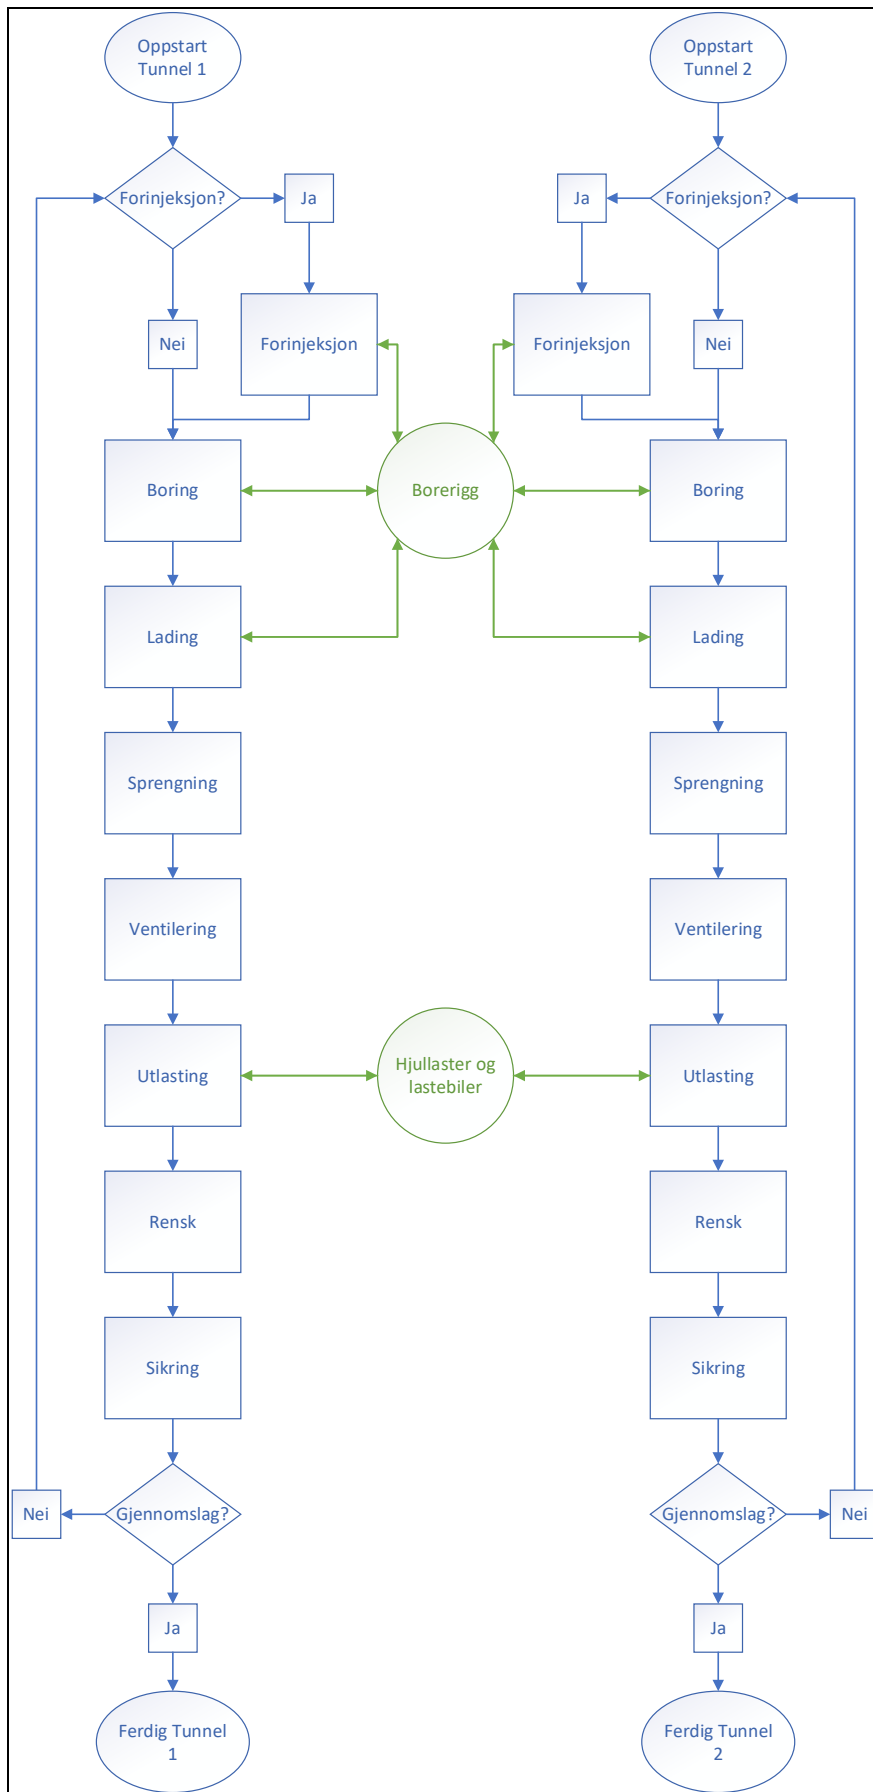 Oppstart
Tunnel 1
Oppstart
Tunnel 2
Forinjeksjon?
Ja
Ja
Forinjeksjon?
Nei
Forinjeksjon
Forinjeksjon
Nei
Boring
Borerigg
Boring
Lading
Lading
Sprengning
Sprengning
Ventilering
Ventilering
Utlasting
Hjullaster og
lastebiler
Utlasting
Rensk
Rensk
Sikring
Sikring
Nei
Gjennomslag?
Gjennomslag?
Nei
Ja
Ja
Ferdig Tunnel
1
Ferdig Tunnel
2